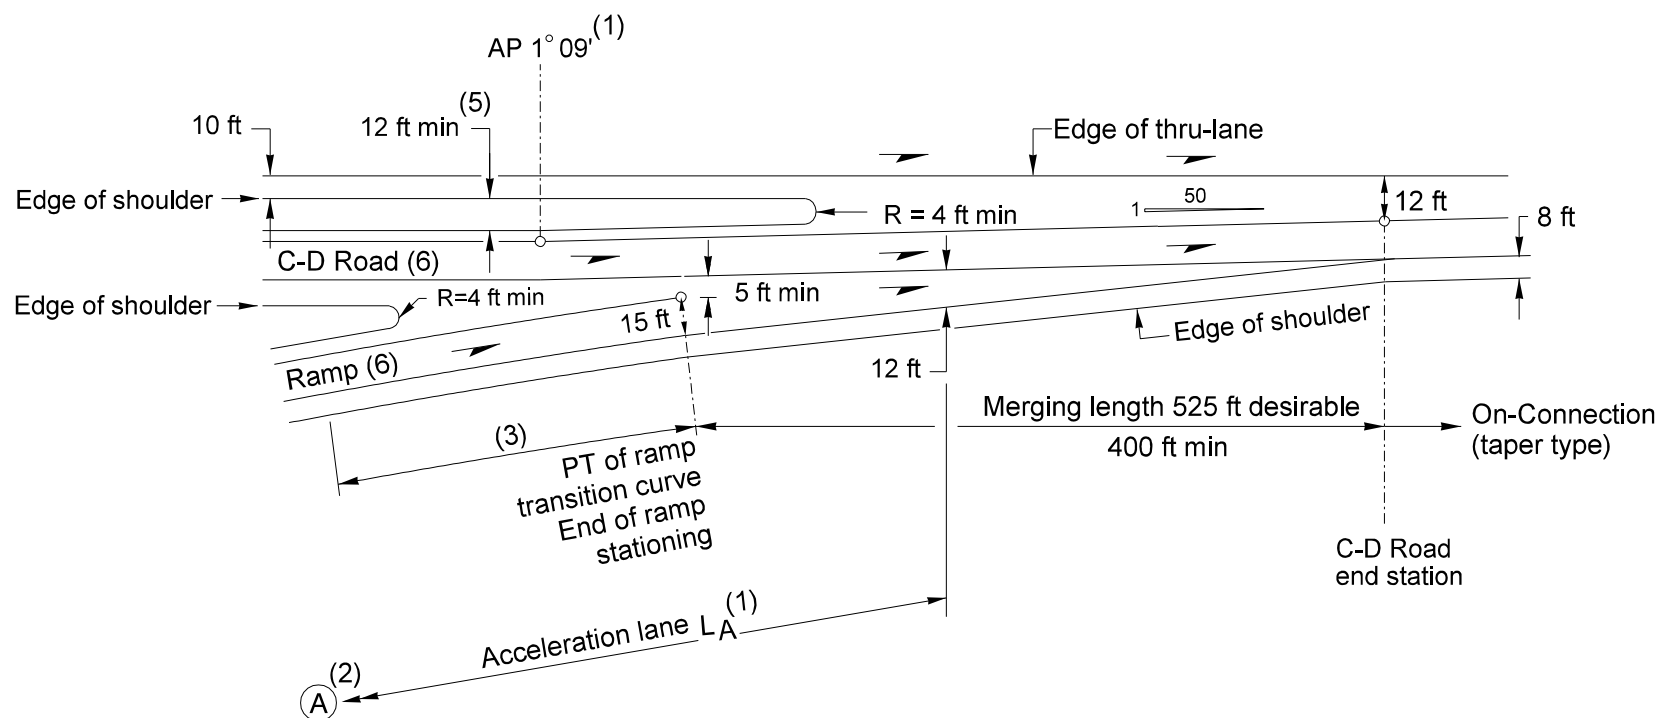 AP 1° 09' (1)
(5)
10 ft
12 ft min
Edge of thru-lane
Edge of shoulder
R = 4 ft min
50
1
12 ft
8 ft
C-D Road (6)
Edge of shoulder
R=4 ft min
5 ft min
15 ft
Edge of shoulder
Ramp (6)
12 ft
Merging length 525 ft desirable
400 ft min
On-Connection
(taper type)
(3)
PT of ramp
transition curve
End of ramp
stationing
C-D Road
end station
Acceleration lane LA (1)
A (2)